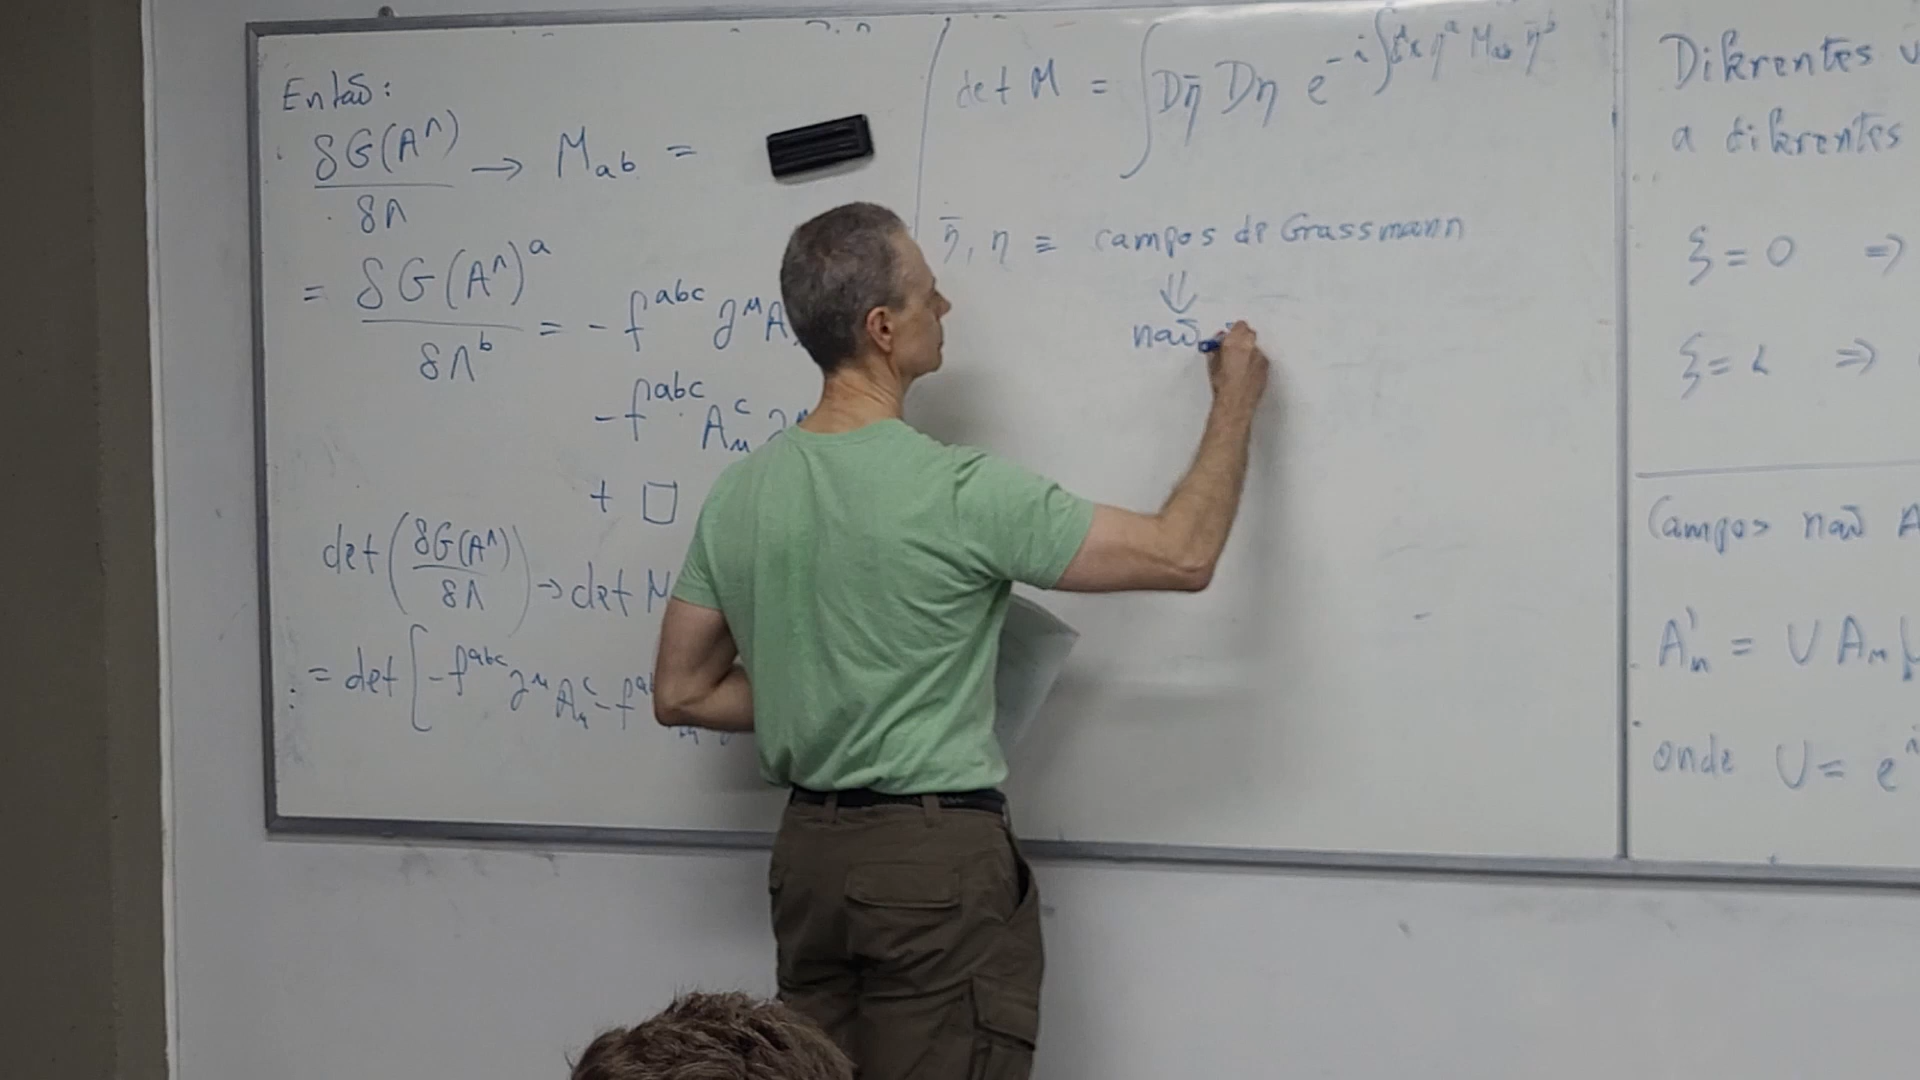 Então:
δG(A^Λ)/δΛ → M_ab =
= δG(A^Λ)^a/δΛ^b = - f^abc ∂^μ A
- f^abc A_μ^c ∂
+ □
det (δG(A^Λ)/δΛ) → det M
= det [- f^abc ∂^μ A_μ^c - f
det M = ∫ Dη̄ Dη e^{-i∫d⁴x η^a M_ab η̄^b}
η̄, η ≡ campos de Grassmann
⇓
não
Diferentes
a diferentes
ξ = 0 ⇒
ξ = 1 ⇒
Campos não A
A'_μ = U A_μ
onde U = e^i